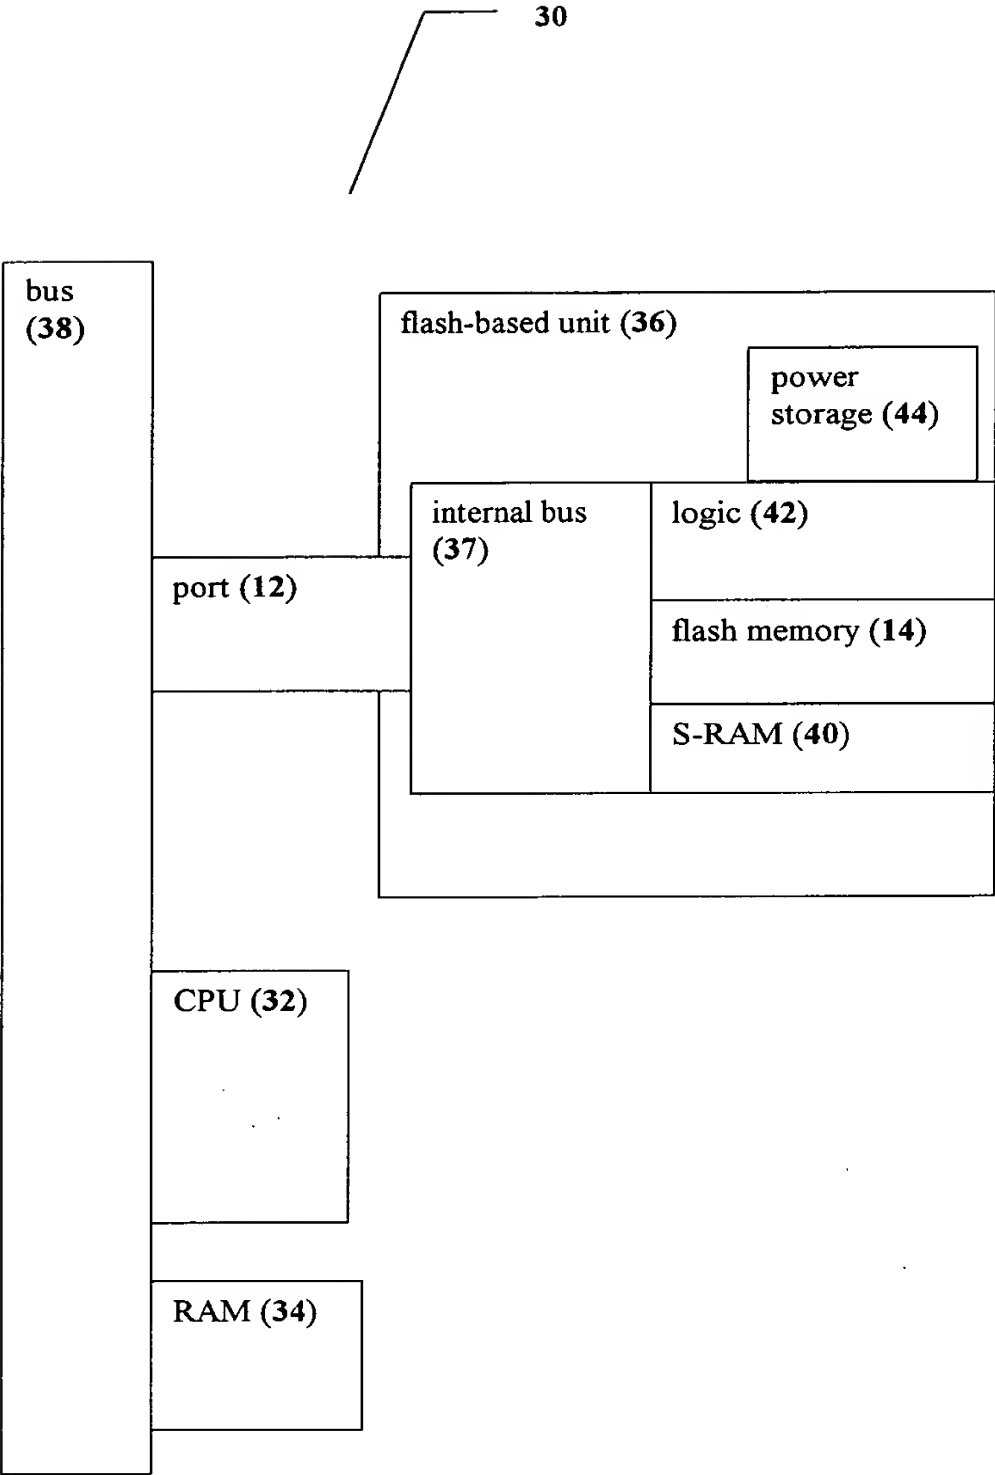 30
bus
(38)
flash-based unit (36)
power
storage (44)
internal bus
(37)
logic (42)
port (12)
flash memory (14)
S-RAM (40)
CPU (32)
RAM (34)